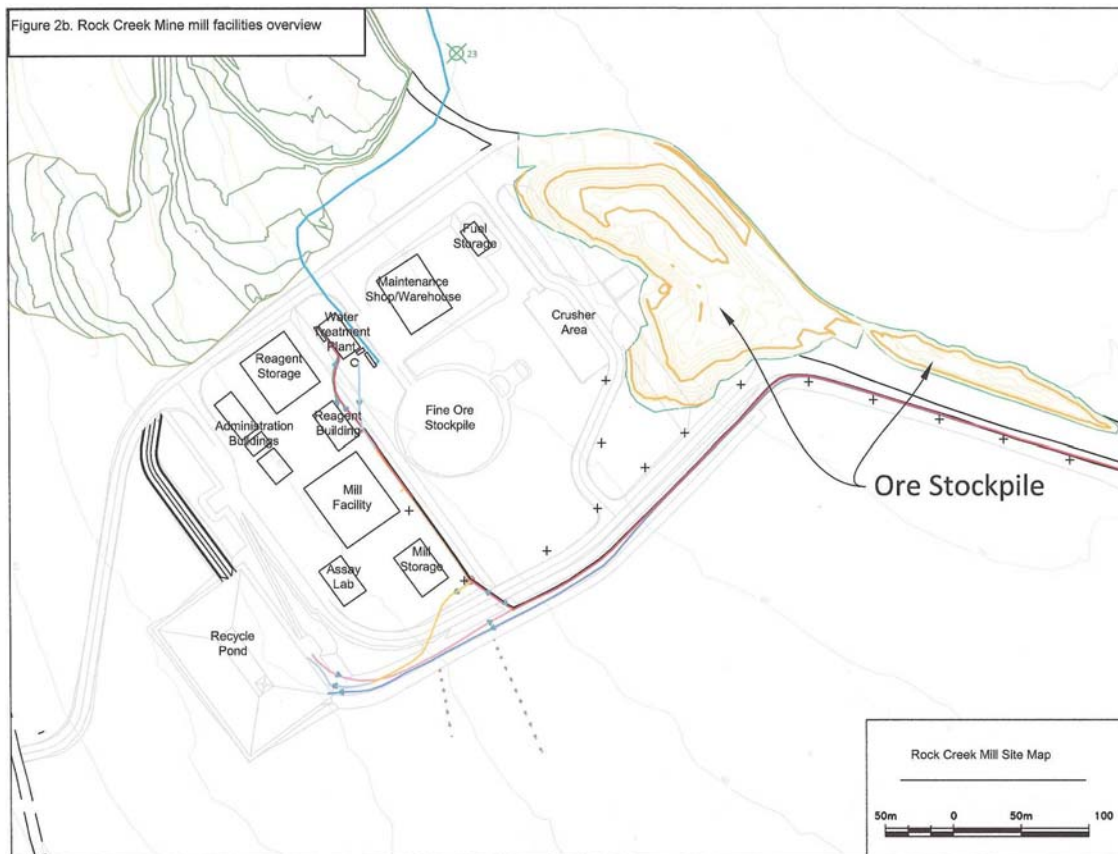 Figure 2b. Rock Creek Mine mill facilities overview
23
Fuel
Storage
Maintenance
Shop/Warehouse
Crusher
Area
Water
Treatment
Plant
C
Reagent
Storage
Fine Ore
Stockpile
Administration
Buildings
Reagent
Building
Ore Stockpile
Mill
Facility
Assay
Lab
Mill
Storage
Recycle
Pond
Rock Creek Mill Site Map
50m 0 50m 100